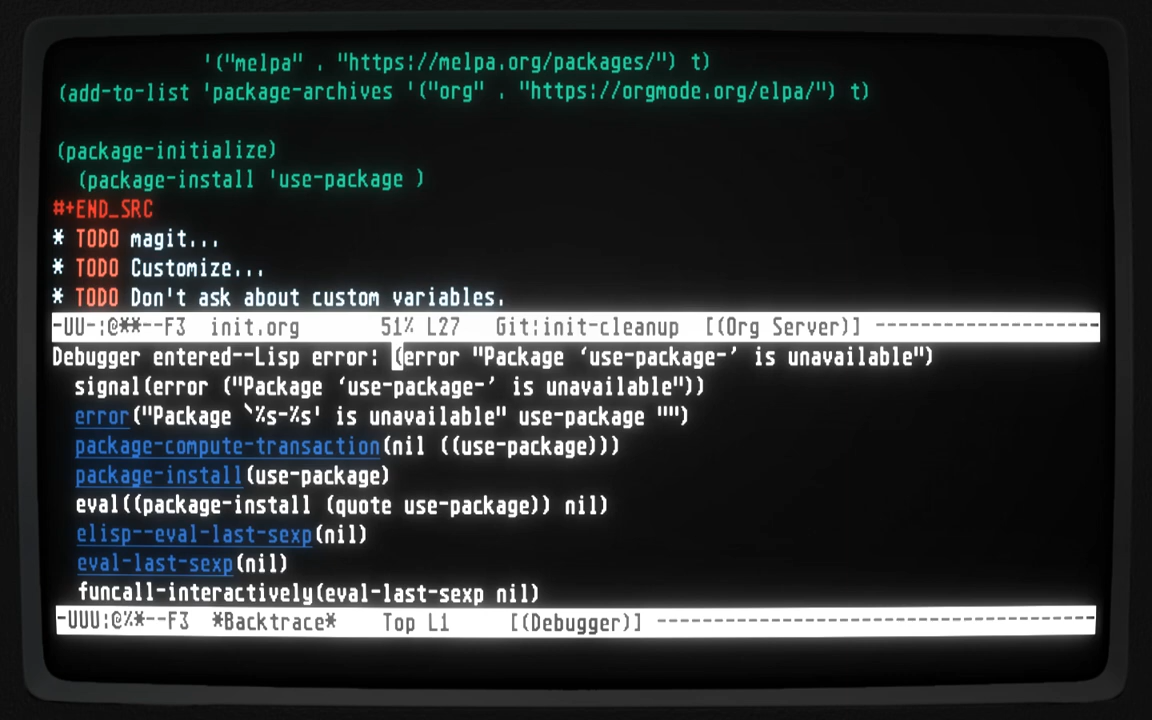 '("melpa" . "https://melpa.org/packages/") t)
(add-to-list 'package-archives '("org" . "https://orgmode.org/elpa/") t)
(package-initialize)
(package-install 'use-package )
#+END_SRC
* TODO magit...
* TODO Customize...
* TODO Don't ask about custom variables.
-UU-:@**--F3 init.org 51% L27 Git:init-cleanup [(Org Server)] --------------------
Debugger entered--Lisp error: (error "Package ‘use-package-’ is unavailable")
signal(error ("Package ‘use-package-’ is unavailable"))
error("Package `%s-%s' is unavailable" use-package "")
package-compute-transaction(nil ((use-package)))
package-install(use-package)
eval((package-install (quote use-package)) nil)
elisp--eval-last-sexp(nil)
eval-last-sexp(nil)
funcall-interactively(eval-last-sexp nil)
-UUU:@%*--F3 *Backtrace* Top L1 [(Debugger)] ---------------------------------------